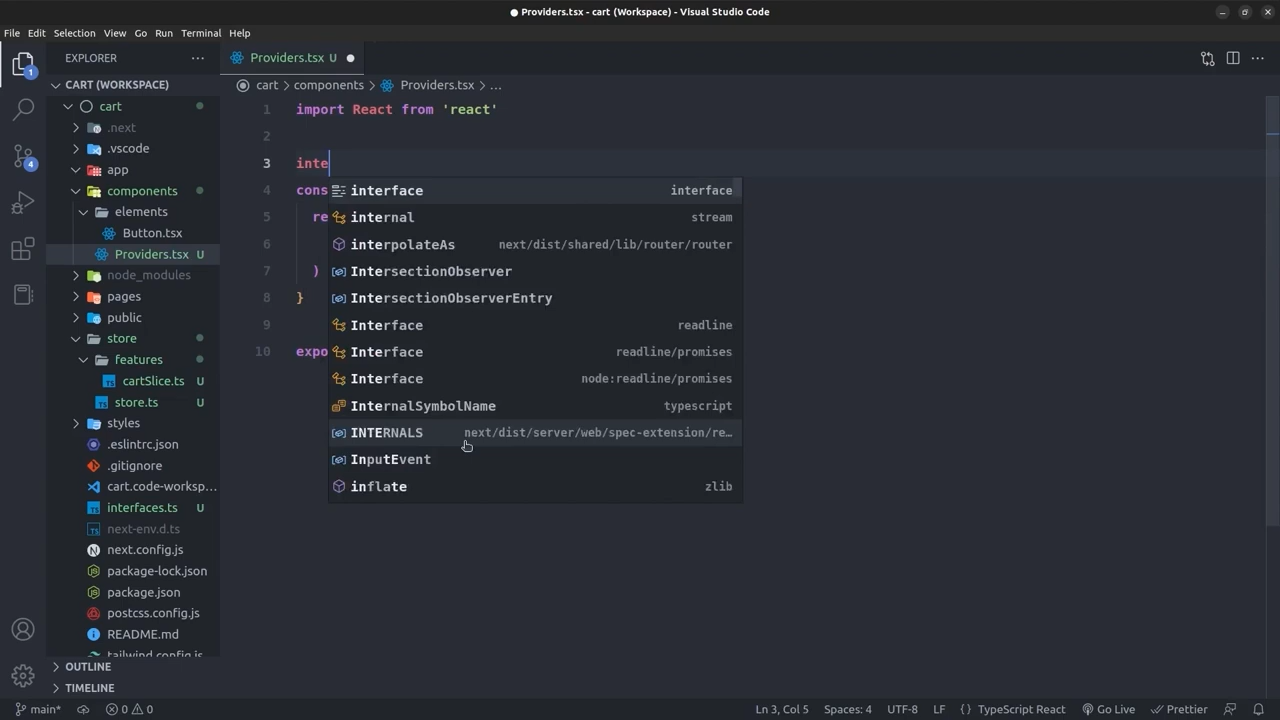 Providers.tsx - cart (Workspace) - Visual Studio Code
File Edit Selection View Go Run Terminal Help
EXPLORER
Providers.tsx U
CART (WORKSPACE)
cart
.next
.vscode
app
components
elements
Button.tsx
Providers.tsx U
node_modules
pages
public
store
features
cartSlice.ts U
store.ts U
styles
.eslintrc.json
.gitignore
cart.code-worksp...
interfaces.ts U
next-env.d.ts
next.config.js
package-lock.json
package.json
postcss.config.js
README.md
tailwind.config.js
OUTLINE
TIMELINE
1
4
cart > components > Providers.tsx > ...
1 import React from 'react'
2
3 inte
4 cons
5 re
6
7 )
8 }
9
10 expo
interface interface
internal stream
interpolateAs next/dist/shared/lib/router/router
IntersectionObserver
IntersectionObserverEntry
Interface readline
Interface readline/promises
Interface node:readline/promises
InternalSymbolName typescript
INTERNALS next/dist/server/web/spec-extension/re...
InputEvent
inflate zlib
main* 0 0 Ln 3, Col 5 Spaces: 4 UTF-8 LF {} TypeScript React Go Live Prettier